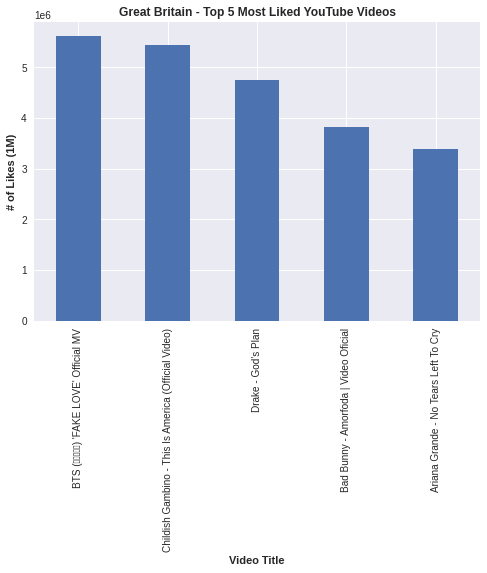 Great Britain - Top 5 Most Liked YouTube Videos
1e6
5
4
3
2
1
0
# of Likes (1M)
BTS (▯▯▯▯▯) 'FAKE LOVE' Official MV
Childish Gambino - This Is America (Official Video)
Drake - God's Plan
Bad Bunny - Amorfoda | Video Oficial
Ariana Grande - No Tears Left To Cry
Video Title